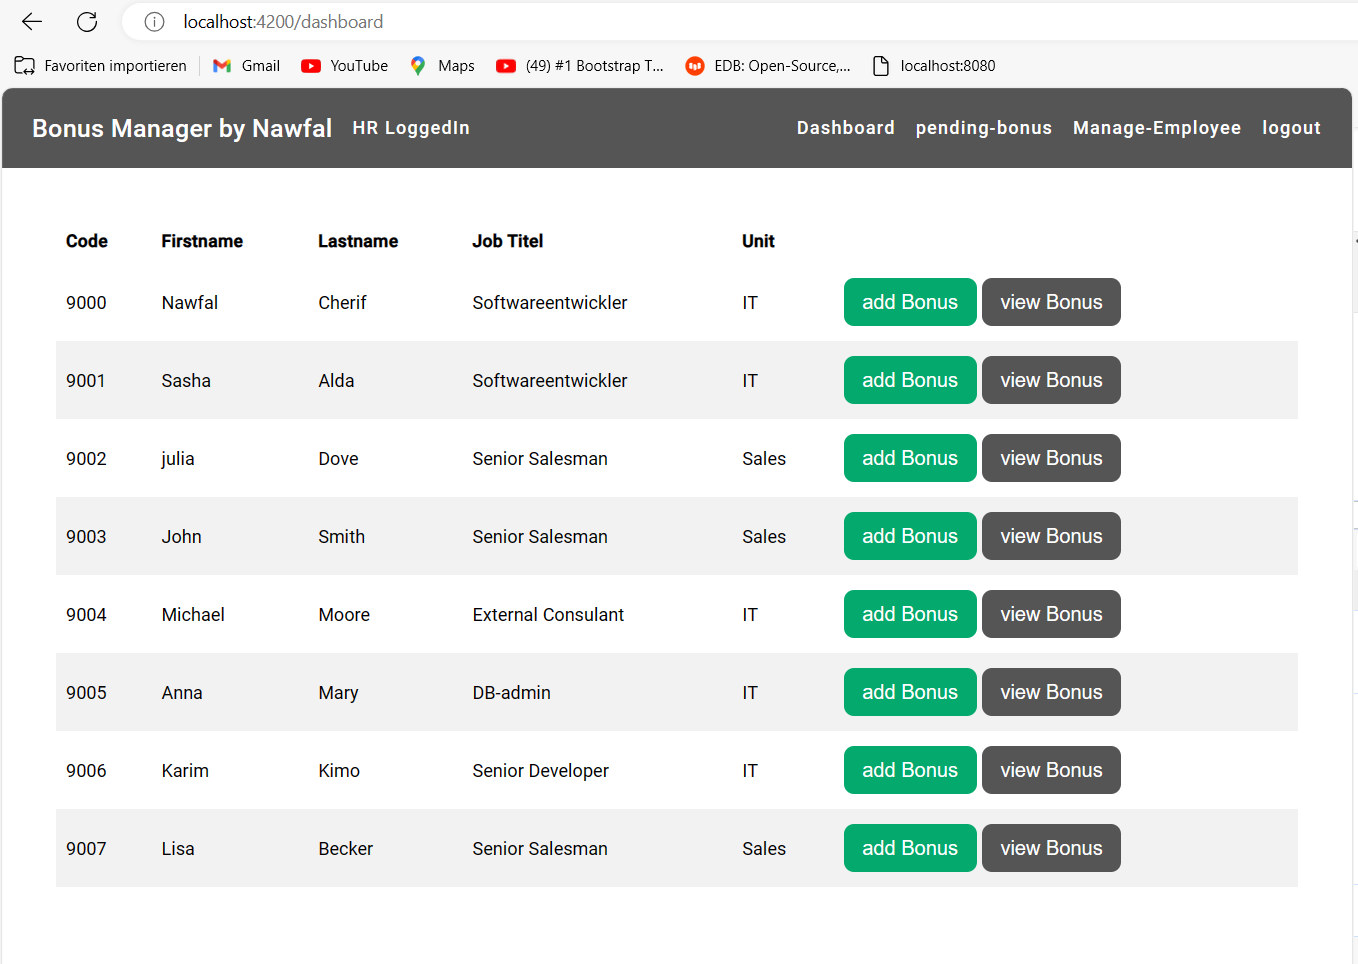 localhost:4200/dashboard
Favoriten importieren Gmail YouTube Maps (49) #1 Bootstrap T... EDB: Open-Source,... localhost:8080
Bonus Manager by Nawfal HR LoggedIn Dashboard pending-bonus Manage-Employee logout
Code Firstname Lastname Job Titel Unit
9000 Nawfal Cherif Softwareentwickler IT add Bonus view Bonus
9001 Sasha Alda Softwareentwickler IT add Bonus view Bonus
9002 julia Dove Senior Salesman Sales add Bonus view Bonus
9003 John Smith Senior Salesman Sales add Bonus view Bonus
9004 Michael Moore External Consulant IT add Bonus view Bonus
9005 Anna Mary DB-admin IT add Bonus view Bonus
9006 Karim Kimo Senior Developer IT add Bonus view Bonus
9007 Lisa Becker Senior Salesman Sales add Bonus view Bonus